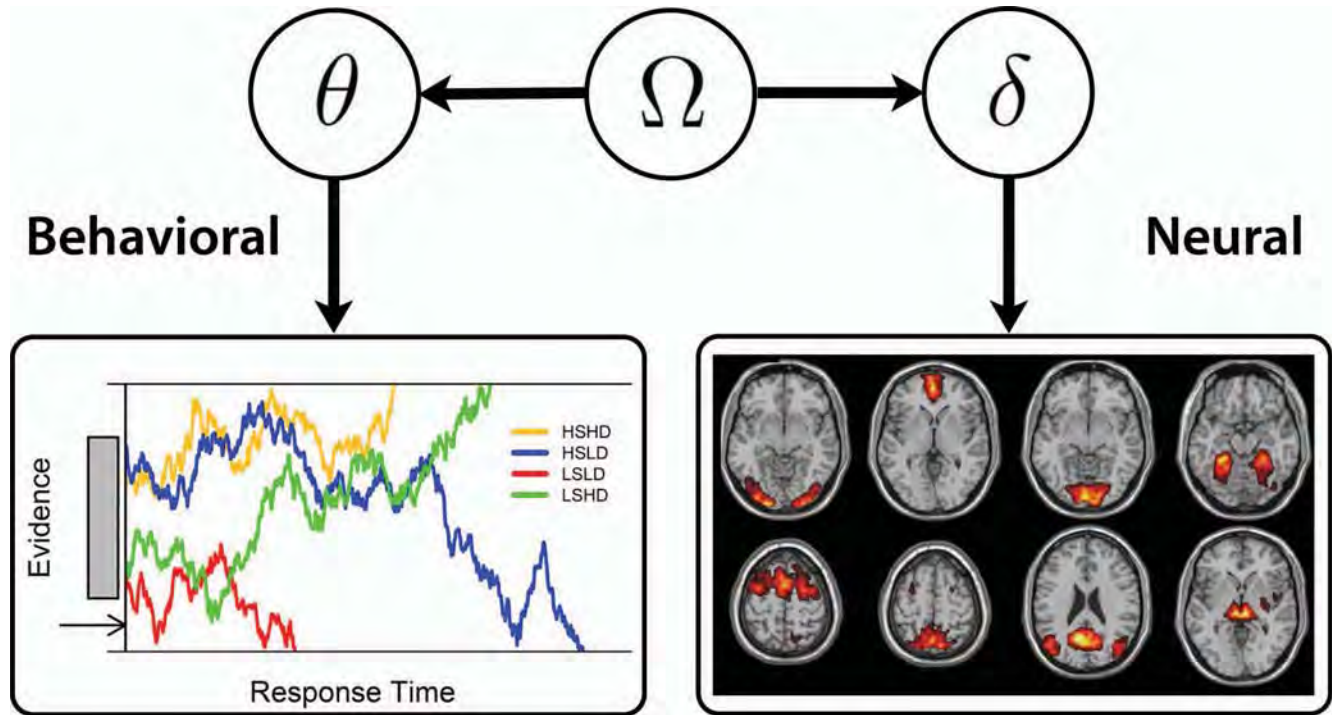 θ
Ω
δ
Behavioral
Neural
Evidence
HSHD
HSLD
LSLD
LSHD
Response Time